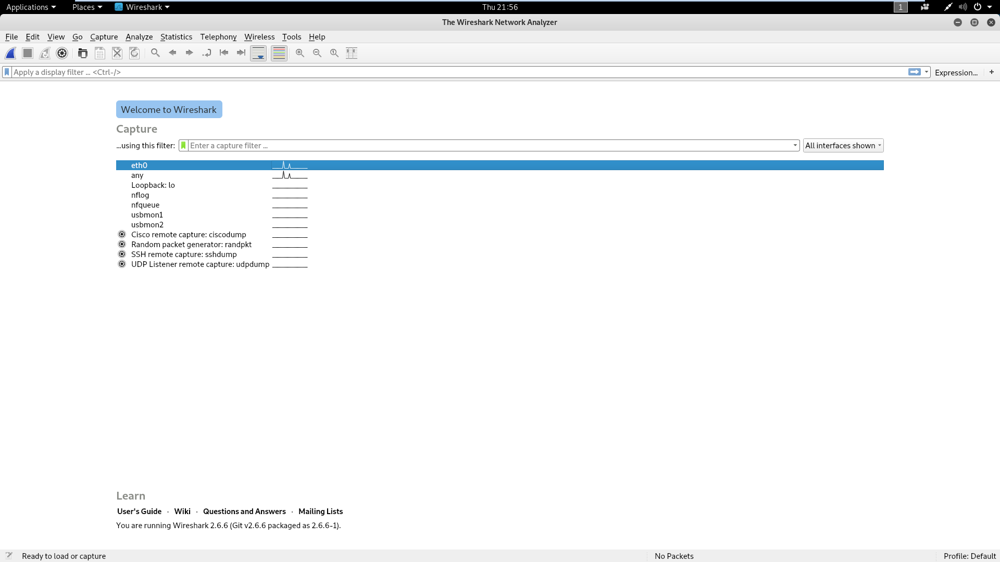 Applications Places Wireshark Thu 21:56 1
The Wireshark Network Analyzer
File Edit View Go Capture Analyze Statistics Telephony Wireless Tools Help
Apply a display filter ... <Ctrl-/> Expression... +
Welcome to Wireshark
Capture
...using this filter: Enter a capture filter ... All interfaces shown
eth0
any
Loopback: lo
nflog
nfqueue
usbmon1
usbmon2
Cisco remote capture: ciscodump
Random packet generator: randpkt
SSH remote capture: sshdump
UDP Listener remote capture: udpdump
Learn
User's Guide · Wiki · Questions and Answers · Mailing Lists
You are running Wireshark 2.6.6 (Git v2.6.6 packaged as 2.6.6-1).
Ready to load or capture No Packets Profile: Default